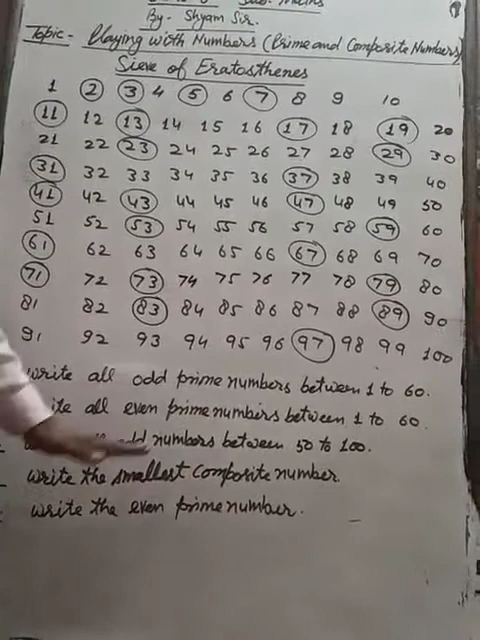 Sub- Maths
By- Shyam Sir.
Topic- Playing with Numbers (Prime and Composite Numbers)
Sieve of Eratosthenes
1 2 3 4 5 6 7 8 9 10
11 12 13 14 15 16 17 18 19 20
21 22 23 24 25 26 27 28 29 30
31 32 33 34 35 36 37 38 39 40
41 42 43 44 45 46 47 48 49 50
51 52 53 54 55 56 57 58 59 60
61 62 63 64 65 66 67 68 69 70
71 72 73 74 75 76 77 78 79 80
81 82 83 84 85 86 87 88 89 90
91 92 93 94 95 96 97 98 99 100
write all odd prime numbers between 1 to 60.
all even prime numbers between 1 to 60.
odd numbers between 50 to 100.
write the smallest composite number.
write the even prime number.